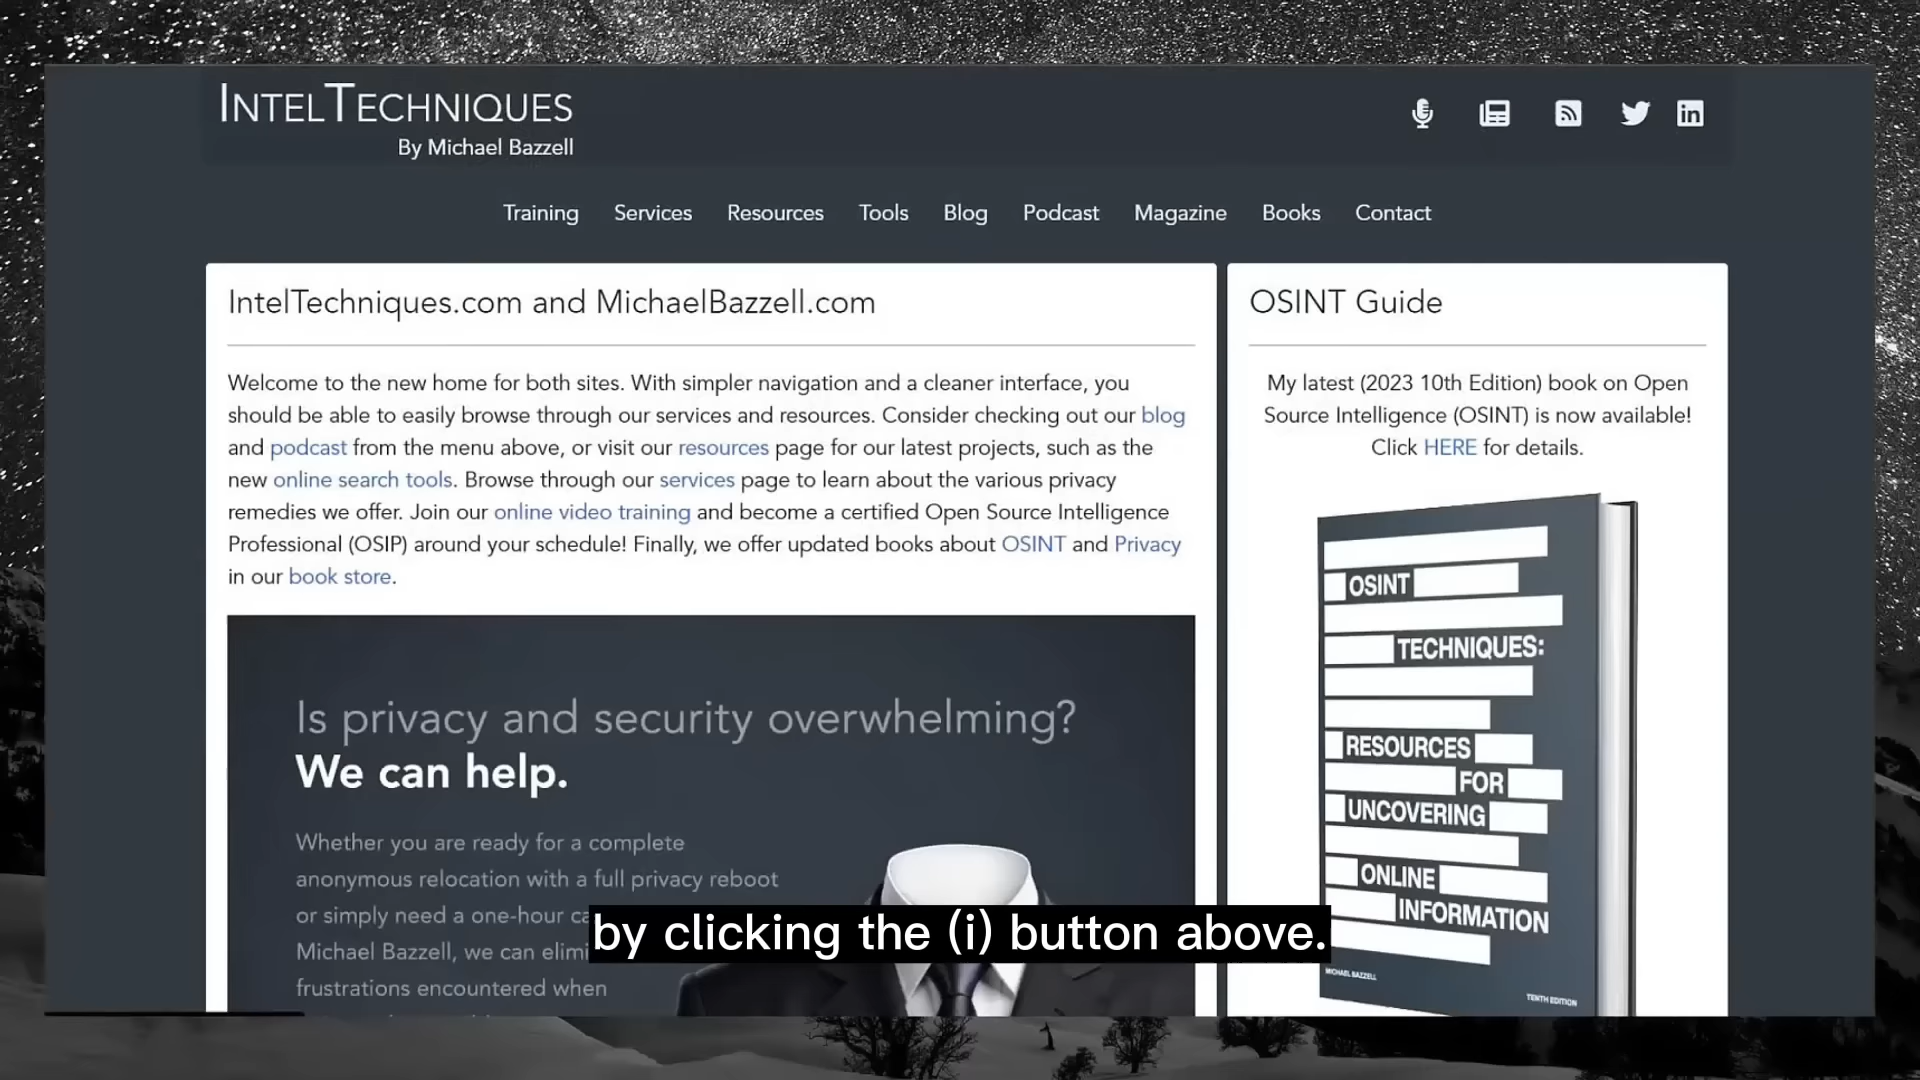 INTELTECHNIQUES
By Michael Bazzell
Training Services Resources Tools Blog Podcast Magazine Books Contact
IntelTechniques.com and MichaelBazzell.com
Welcome to the new home for both sites. With simpler navigation and a cleaner interface, you
should be able to easily browse through our services and resources. Consider checking out our blog
and podcast from the menu above, or visit our resources page for our latest projects, such as the
new online search tools. Browse through our services page to learn about the various privacy
remedies we offer. Join our online video training and become a certified Open Source Intelligence
Professional (OSIP) around your schedule! Finally, we offer updated books about OSINT and Privacy
in our book store.
Is privacy and security overwhelming?
We can help.
Whether you are ready for a complete
anonymous relocation with a full privacy reboot
or simply need a one-hour
Michael Bazzell, we can
frustrations encountered when
OSINT Guide
My latest (2023 10th Edition) book on Open
Source Intelligence (OSINT) is now available!
Click HERE for details.
OSINT
TECHNIQUES:
RESOURCES
FOR
UNCOVERING
ONLINE
INFORMATION
MICHAEL BAZZELL
TENTH EDITION
by clicking the (i) button above.